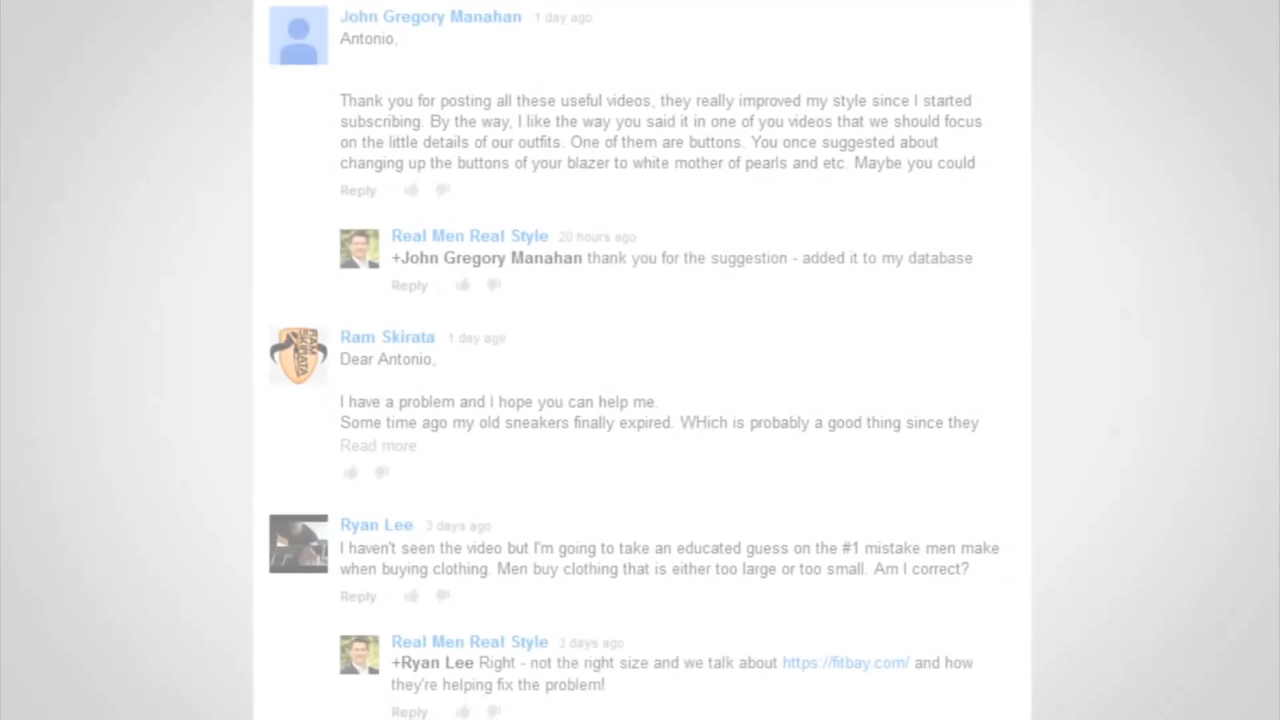 John Gregory Manahan 1 day ago
Antonio,
Thank you for posting all these useful videos, they really improved my style since I started
subscribing. By the way, I like the way you said it in one of you videos that we should focus
on the little details of our outfits. One of them are buttons. You once suggested about
changing up the buttons of your blazer to white mother of pearls and etc. Maybe you could
Reply
Real Men Real Style 20 hours ago
+John Gregory Manahan thank you for the suggestion - added it to my database
Reply
Ram Skirata 1 day ago
RAM SKIRATA
Dear Antonio,
I have a problem and I hope you can help me.
Some time ago my old sneakers finally expired. WHich is probably a good thing since they
Read more
Ryan Lee 3 days ago
I haven't seen the video but I'm going to take an educated guess on the #1 mistake men make
when buying clothing. Men buy clothing that is either too large or too small. Am I correct?
Reply
Real Men Real Style 3 days ago
+Ryan Lee Right - not the right size and we talk about https://fitbay.com/ and how
they're helping fix the problem!
Reply